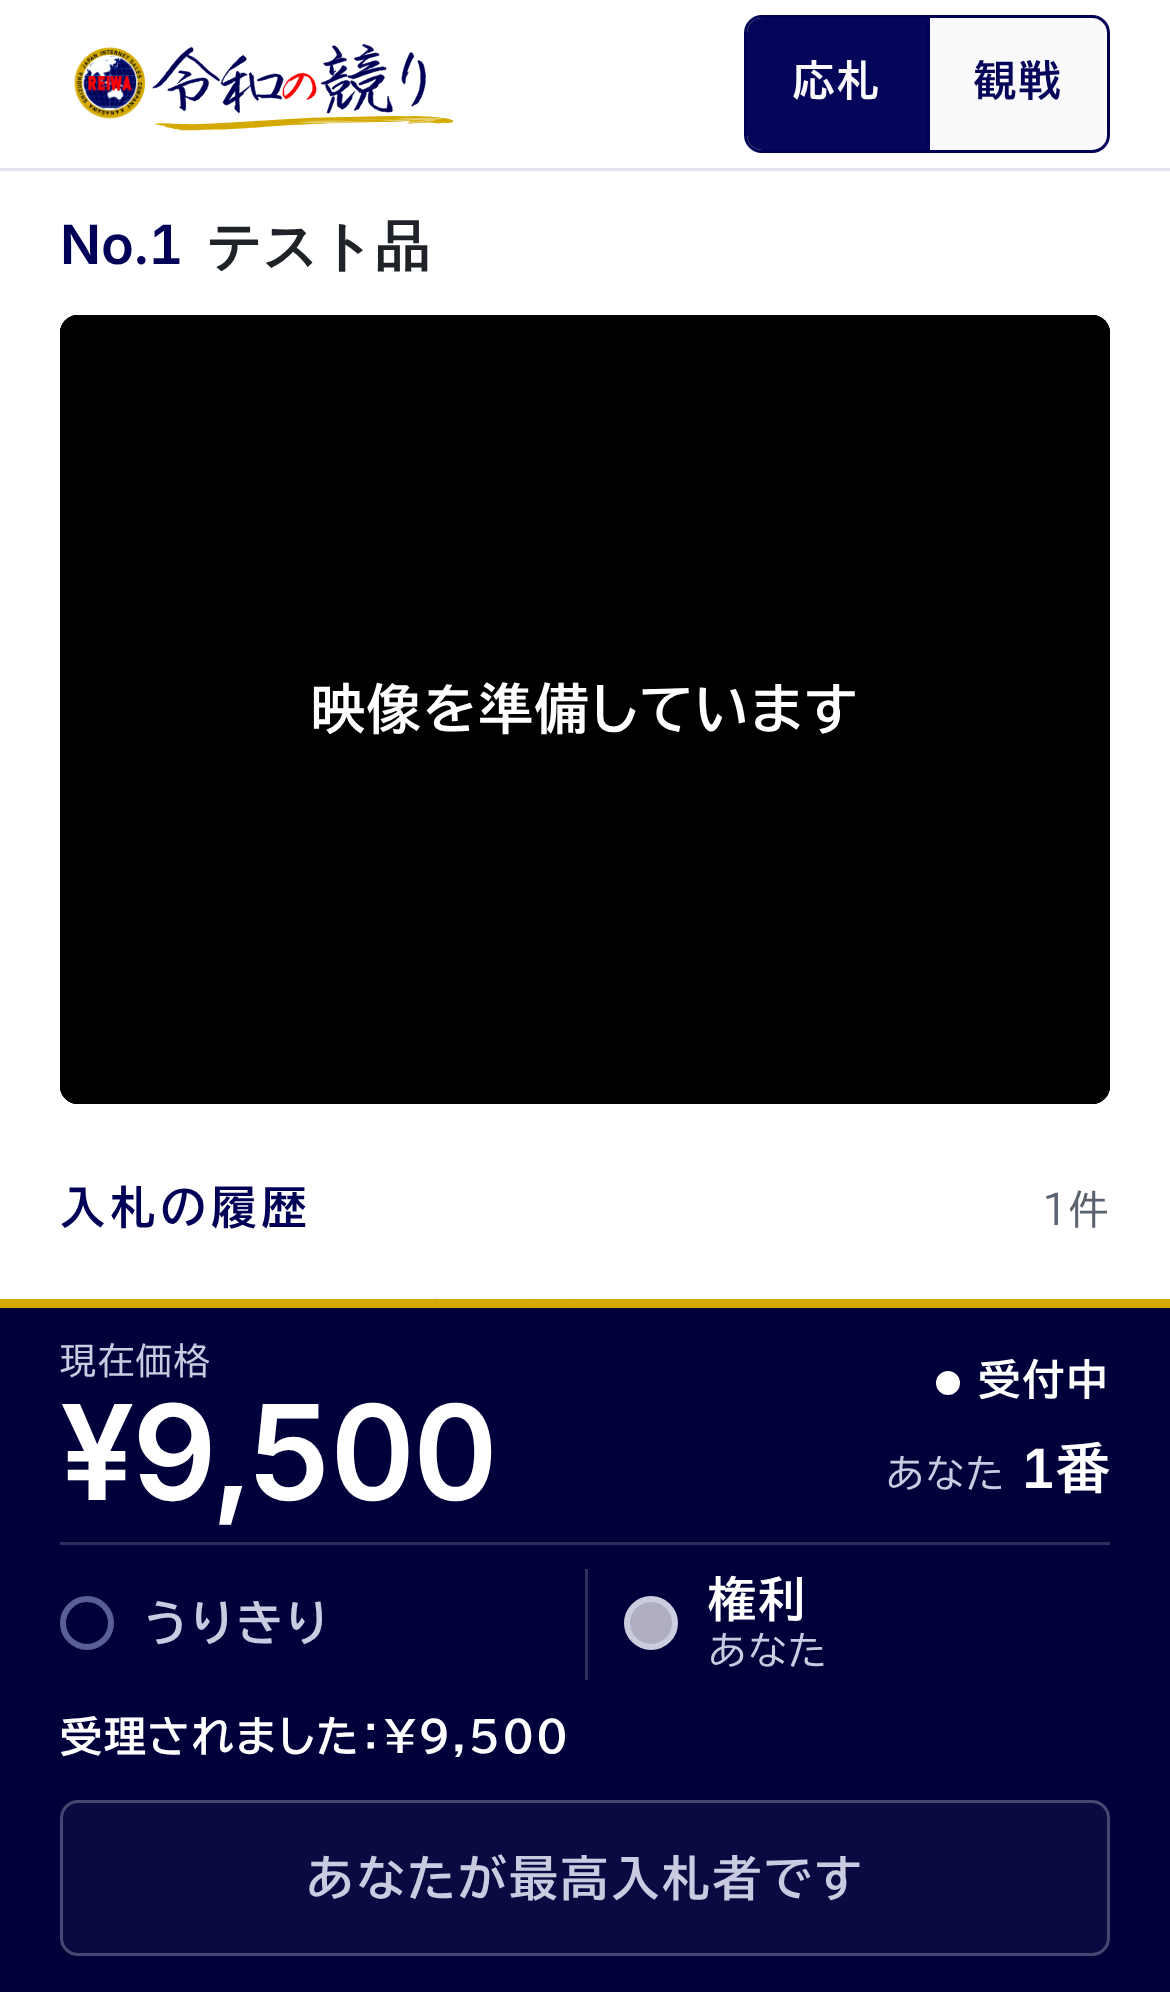 REIWA
令和の競り
応札
観戦
No.1 テスト品
映像を準備しています
入札の履歴
1件
現在価格
¥9,500
受付中
あなた 1番
うりきり
権利
あなた
受理されました:¥9,500
あなたが最高入札者です